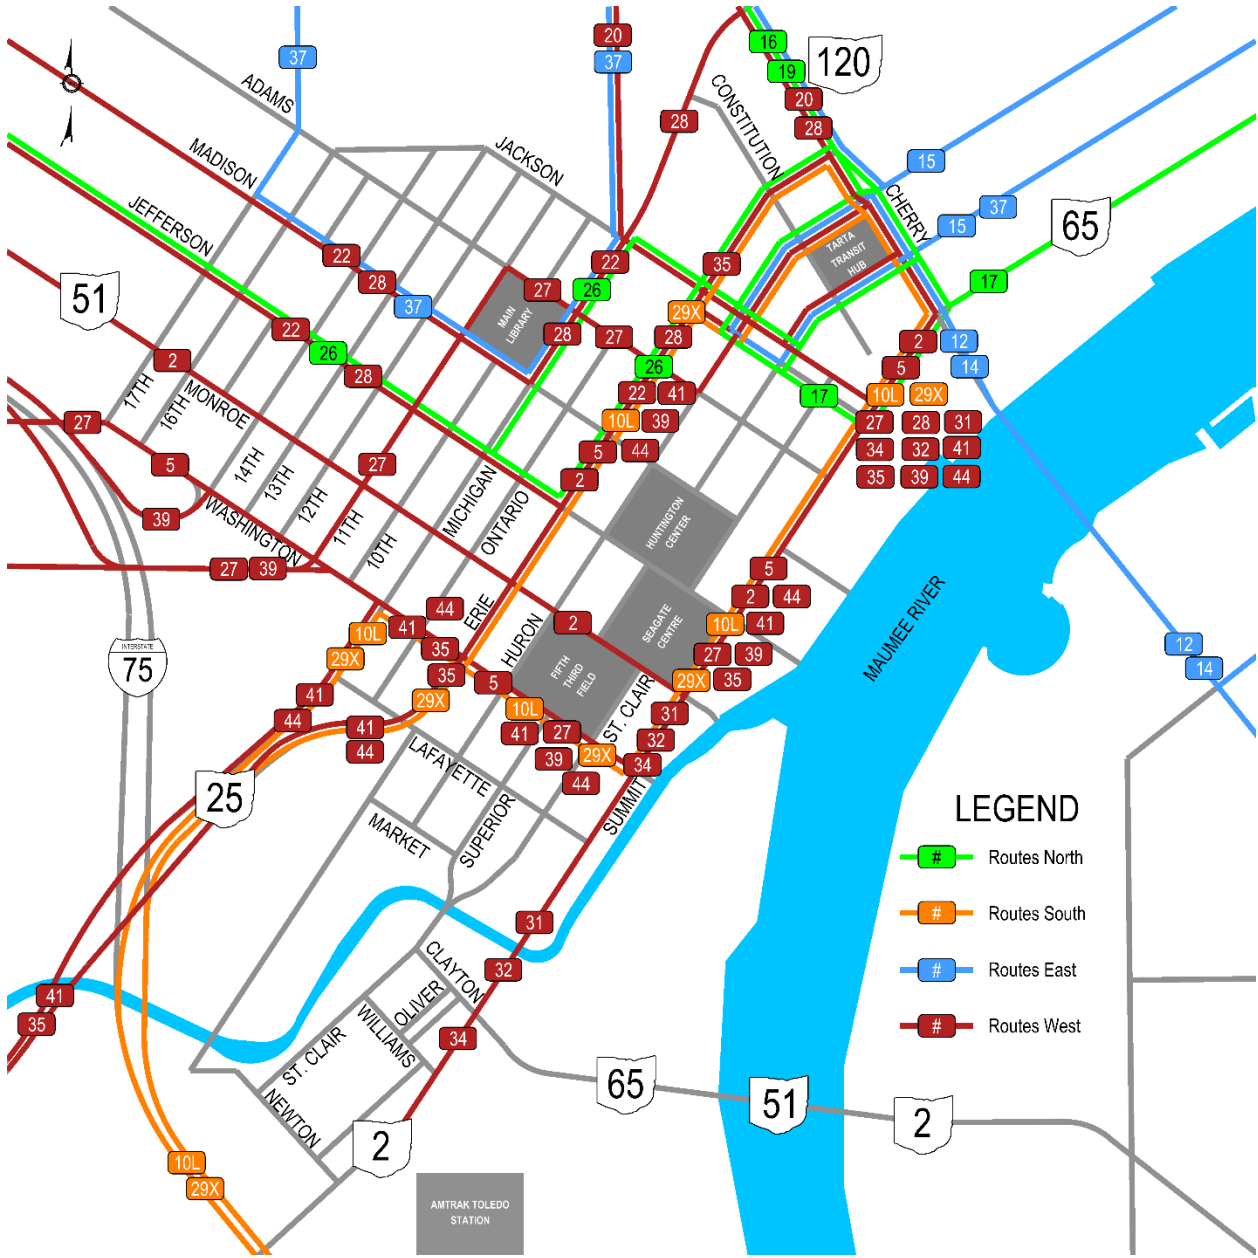 20
37
37
16
19
20
28
120
28
ADAMS
JACKSON
CONSTITUTION
15
MADISON
CHERRY
37
15
65
JEFFERSON
TARTA
TRANSIT
HUB
22
22
35
28
51
37
27
26
17
MAIN
LIBRARY
29X
22
28
27
28
26
12
2
28
26
5
14
2
22
41
10L
29X
17TH
16TH
MONROE
17
10L
39
27
28
31
27
5
44
34
32
41
5
27
2
35
39
44
14TH
13TH
12TH
11TH
10TH
MICHIGAN
ONTARIO
39
WASHINGTON
HUNTINGTON
CENTER
27
39
5
2
44
44
ERIE
HURON
2
SEAGATE
CENTRE
10L
41
10L
41
MAUMEE RIVER
12
14
35
27
39
INTERSTATE
75
29X
35
5
FIFTH
THIRD
FIELD
29X
35
41
29X
10L
ST. CLAIR
31
44
41
41
27
32
44
39
29X
34
44
25
LAFAYETTE
SUMMIT
MARKET
SUPERIOR
LEGEND
# Routes North
# Routes South
31
CLAYTON
32
# Routes East
41
35
OLIVER
WILLIAMS
ST. CLAIR
34
# Routes West
65
51
2
NEWTON
2
10L
29X
AMTRAK TOLEDO
STATION